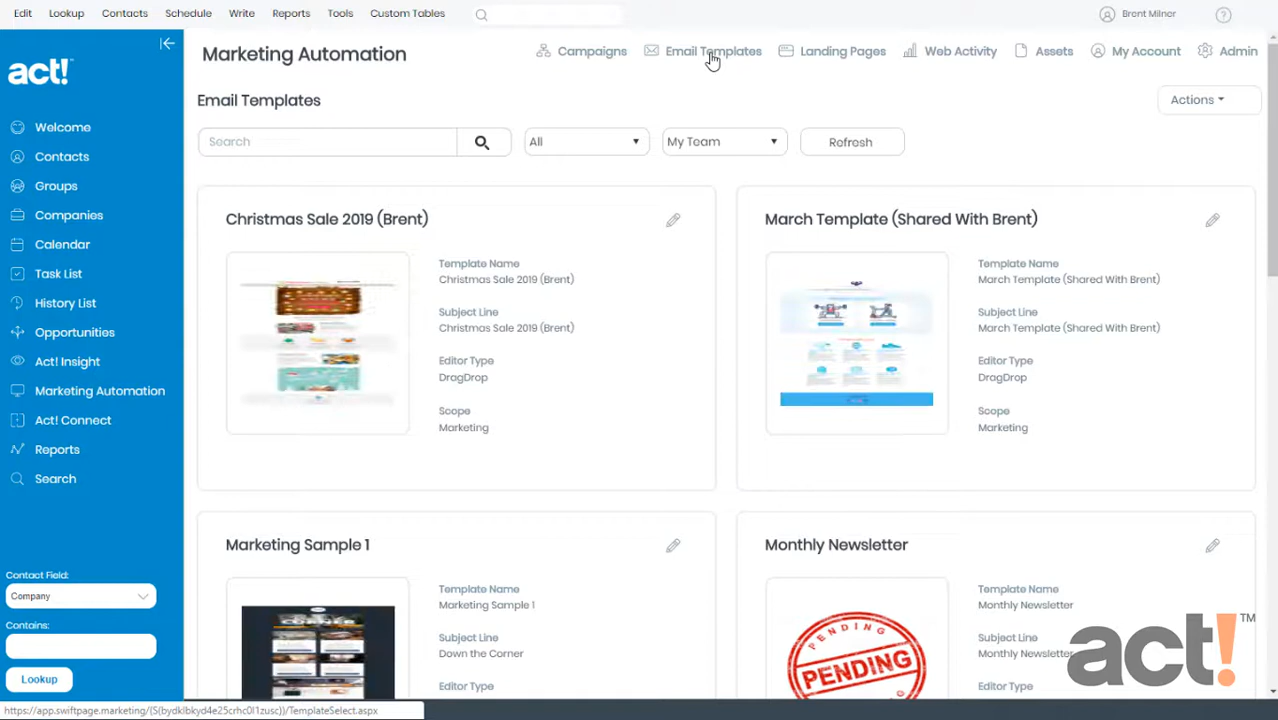 Edit Lookup Contacts Schedule Write Reports Tools Custom Tables
Brent Milnor
act!
Marketing Automation
Campaigns Email Templates Landing Pages Web Activity Assets My Account Admin
Email Templates
Actions
Search
All
My Team
Refresh
Welcome
Contacts
Groups
Companies
Calendar
Task List
History List
Opportunities
Act! Insight
Marketing Automation
Act! Connect
Reports
Search
Contact Field:
Company
Contains:
Lookup
Christmas Sale 2019 (Brent)
Template Name
Christmas Sale 2019 (Brent)
Subject Line
Christmas Sale 2019 (Brent)
Editor Type
DragDrop
Scope
Marketing
March Template (Shared With Brent)
Template Name
March Template (Shared With Brent)
Subject Line
March Template (Shared With Brent)
Editor Type
DragDrop
Scope
Marketing
Marketing Sample 1
CORNER
Template Name
Marketing Sample 1
Subject Line
Down the Corner
Editor Type
Monthly Newsletter
PENDING
PENDING
Template Name
Monthly Newsletter
Subject Line
Monthly Newsletter
Editor Type
act! TM